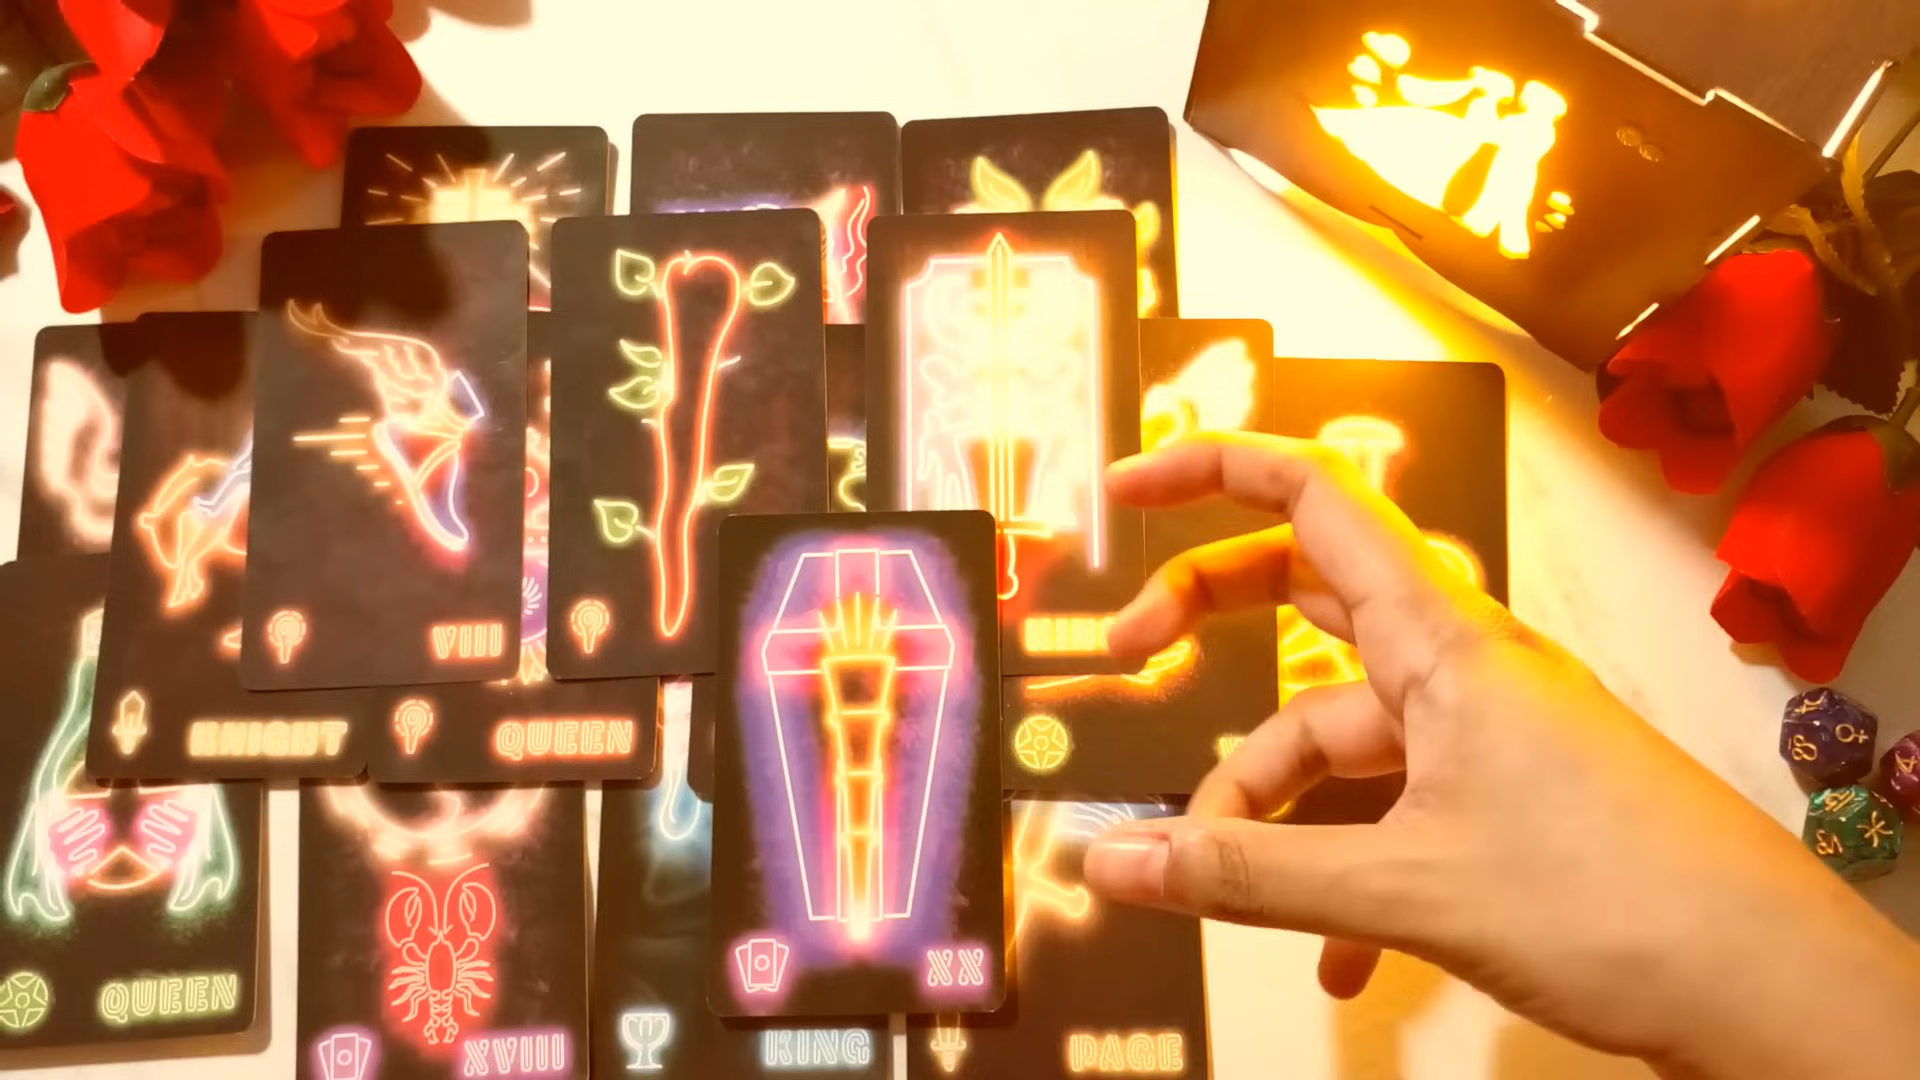 VIII
KNIGHT
QUEEN
QUEEN
XX
XVIII
KING
PAGE